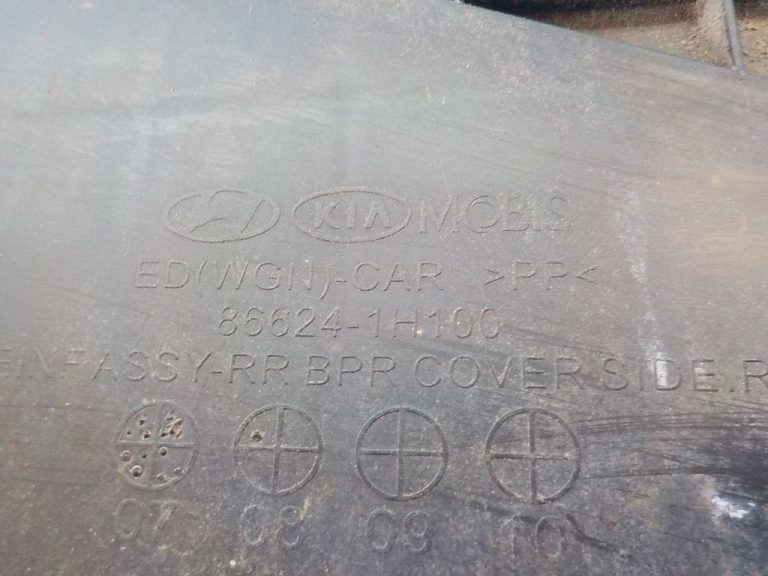 KIA MOBIS
ED(WGN)-CAR >PP<
86624-1H100
ASSY-RR BPR COVER SIDE.R
07 08 09 10